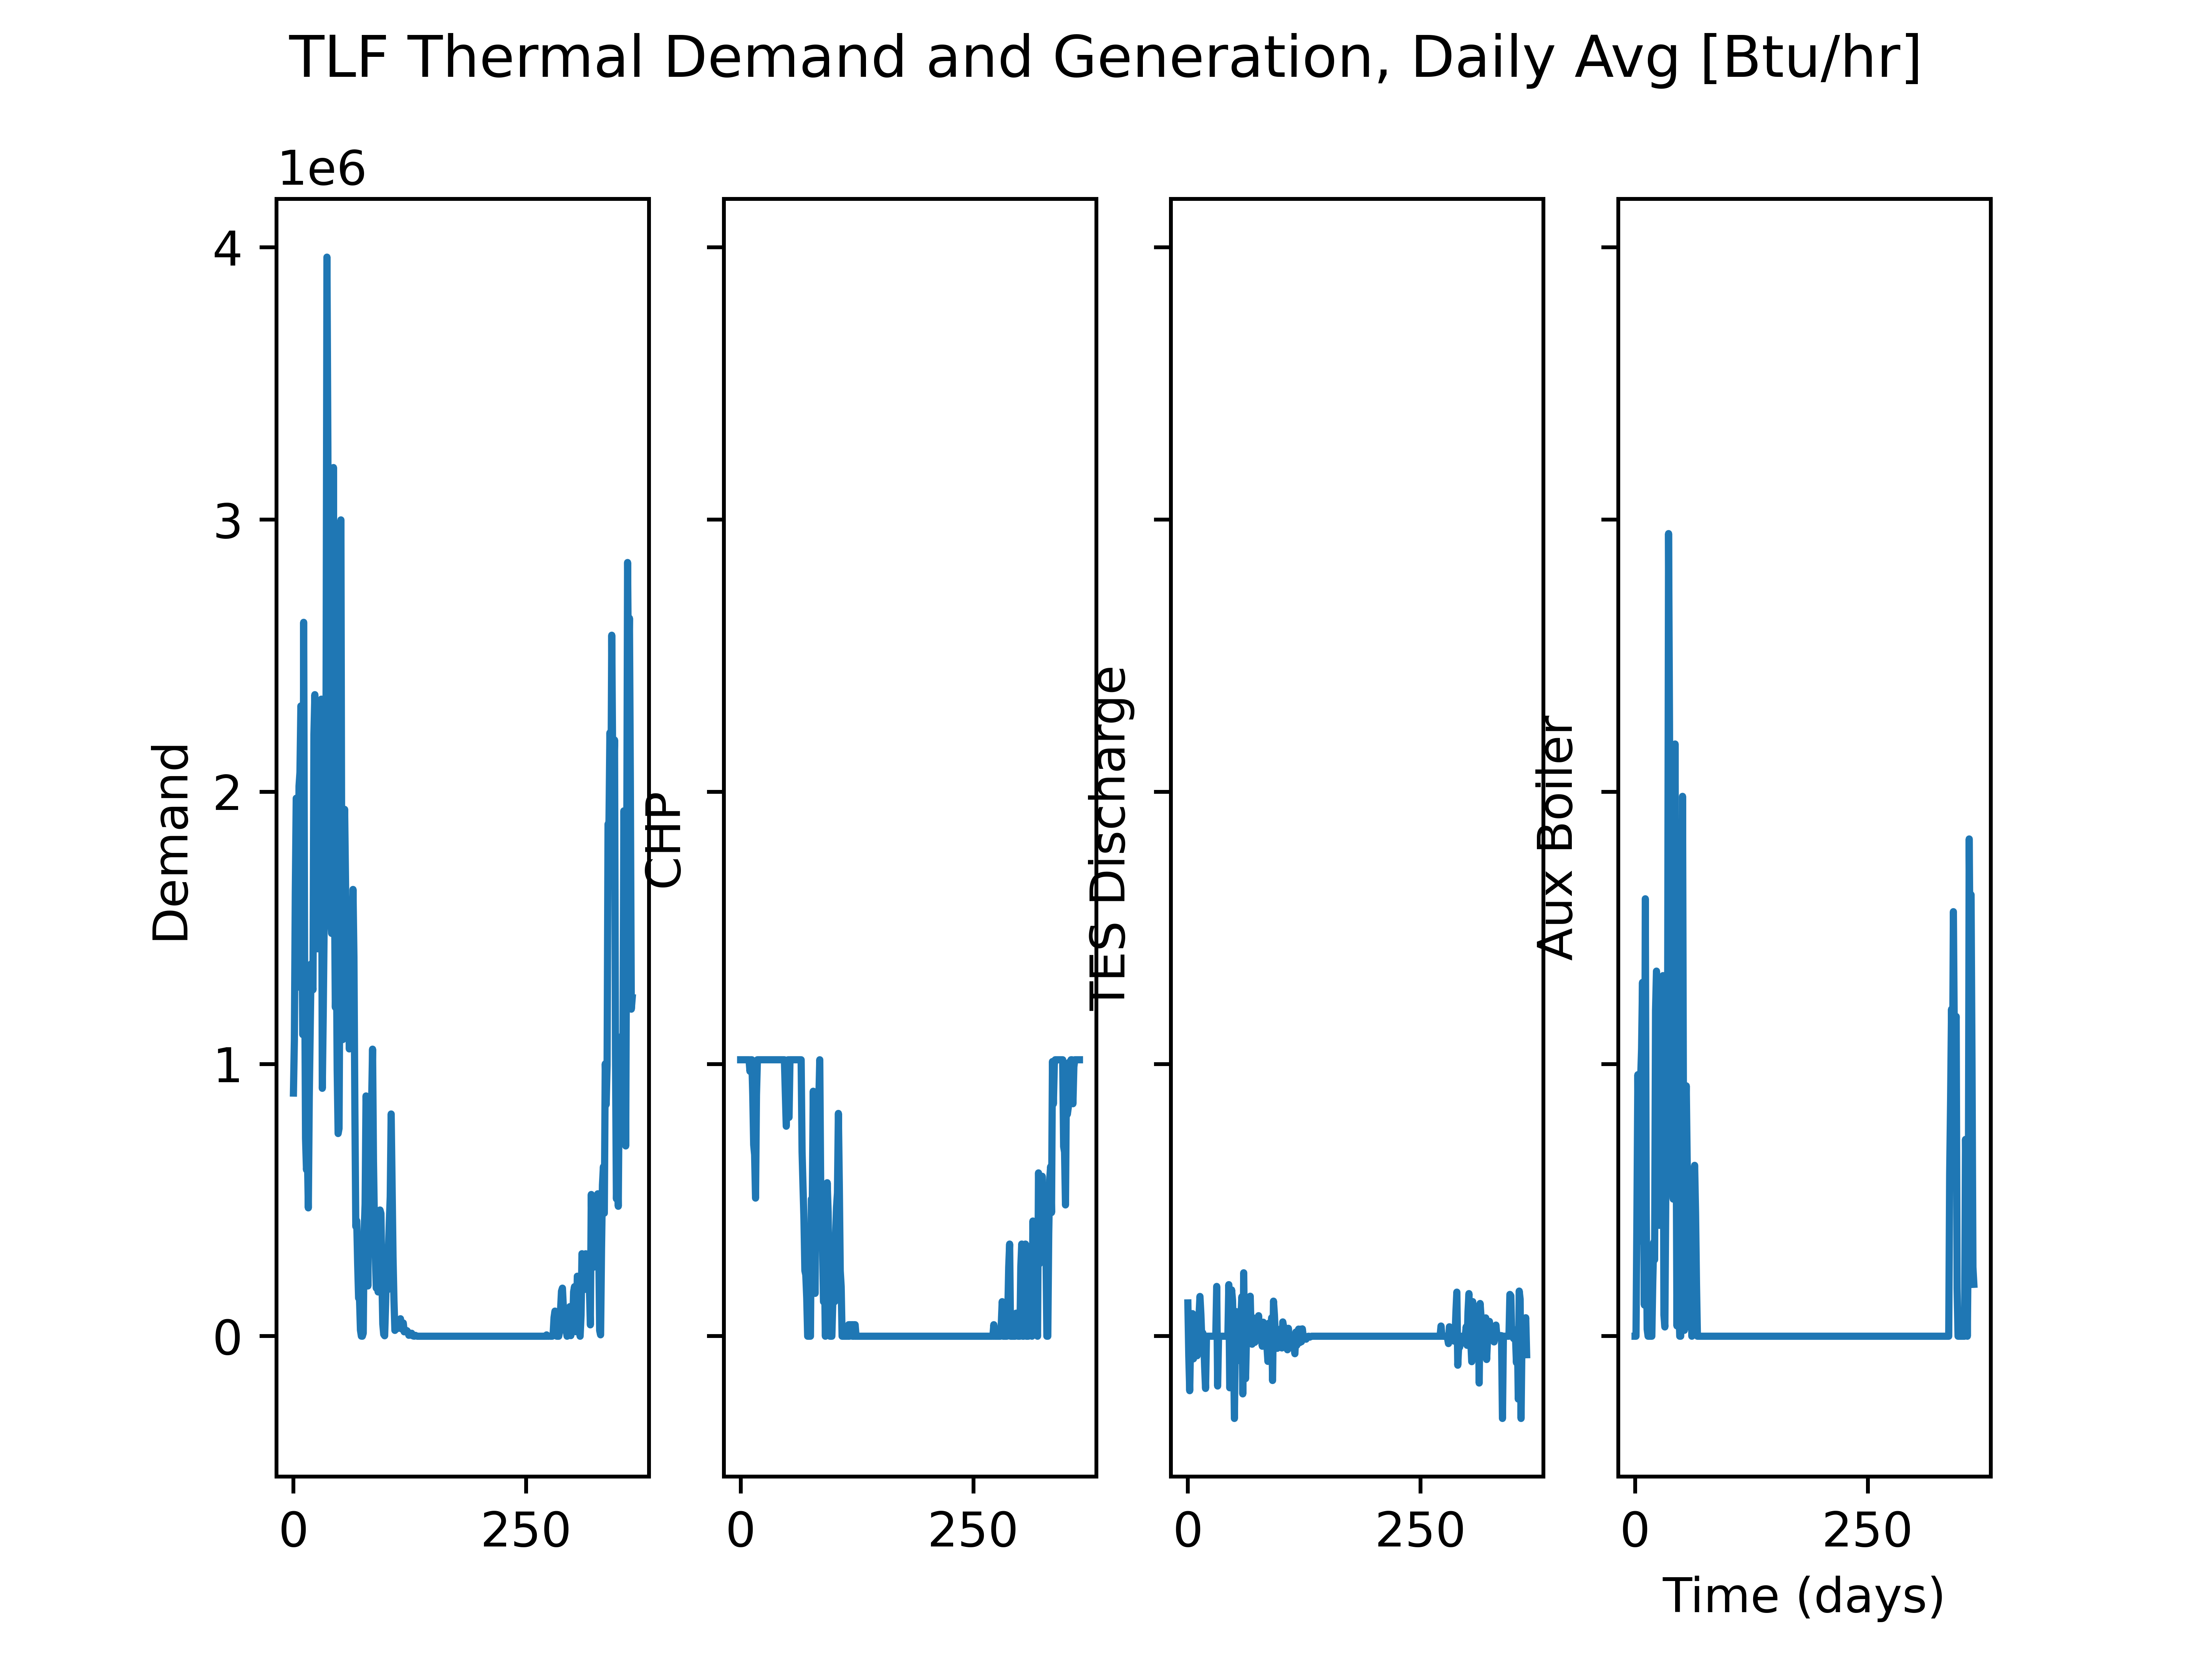 TLF Thermal Demand and Generation, Daily Avg [Btu/hr]
1e6
4
3
2
1
0
Demand
CHP
TES Discharge
Aux Boiler
0 250 0 250 0 250 0 250
Time (days)